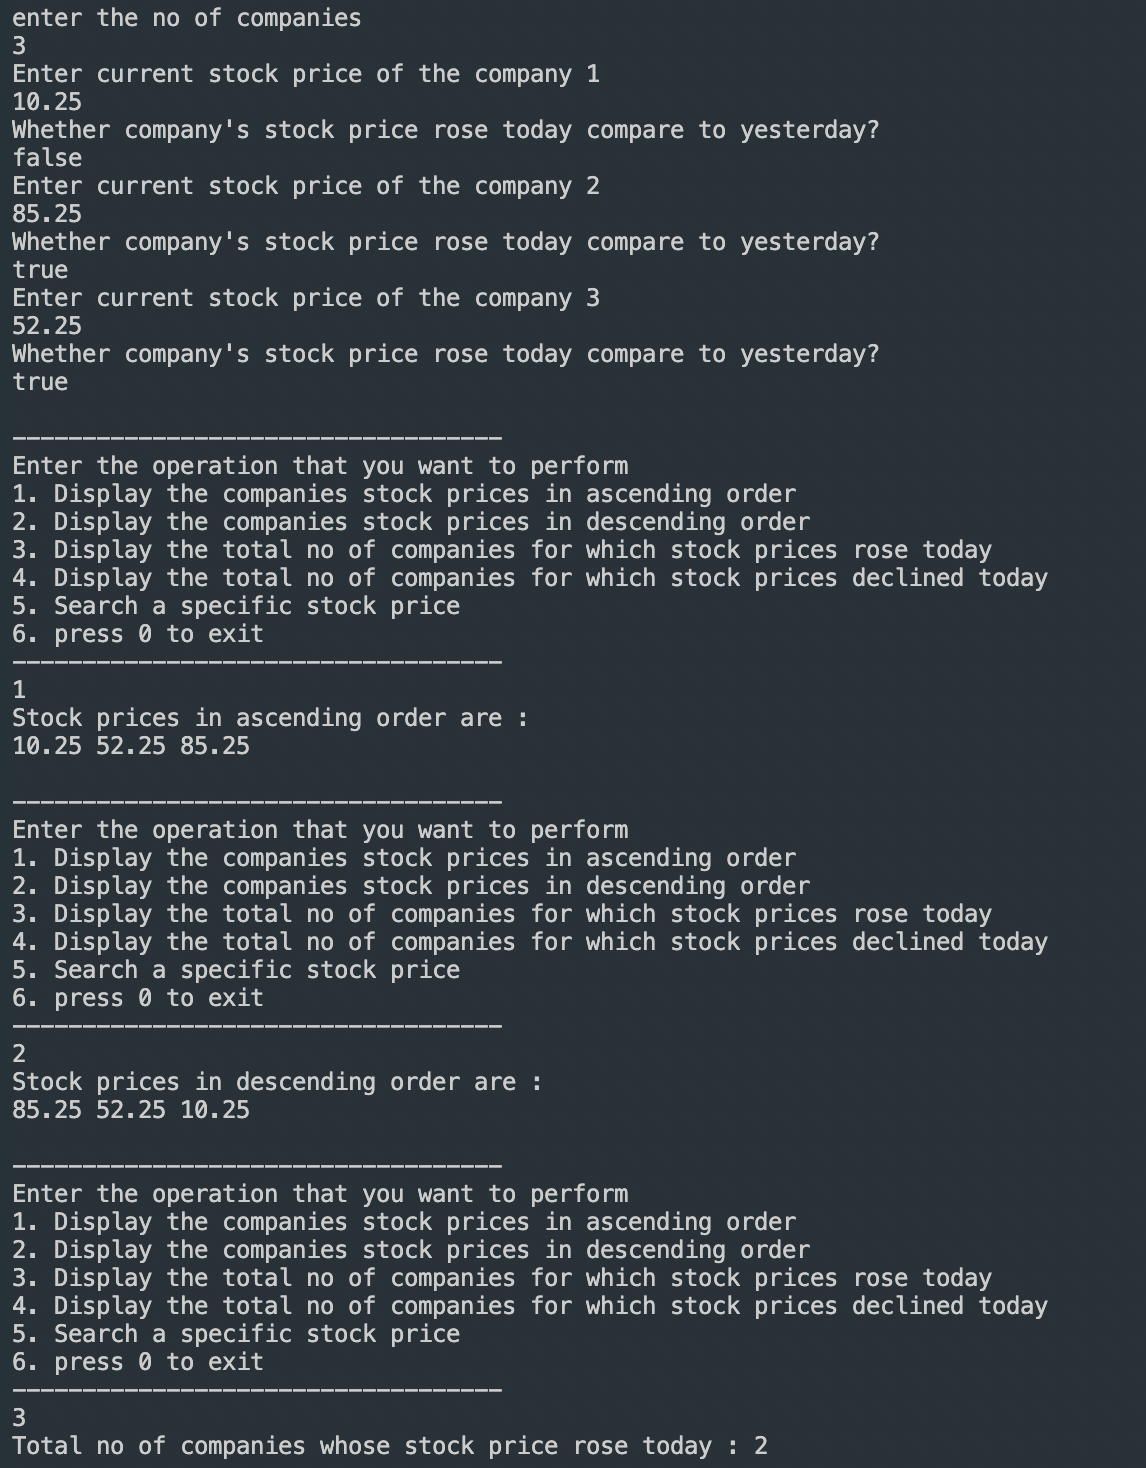 enter the no of companies
3
Enter current stock price of the company 1
10.25
Whether company's stock price rose today compare to yesterday?
false
Enter current stock price of the company 2
85.25
Whether company's stock price rose today compare to yesterday?
true
Enter current stock price of the company 3
52.25
Whether company's stock price rose today compare to yesterday?
true
-----------------------------------
Enter the operation that you want to perform
1. Display the companies stock prices in ascending order
2. Display the companies stock prices in descending order
3. Display the total no of companies for which stock prices rose today
4. Display the total no of companies for which stock prices declined today
5. Search a specific stock price
6. press 0 to exit
-----------------------------------
1
Stock prices in ascending order are :
10.25 52.25 85.25
-----------------------------------
Enter the operation that you want to perform
1. Display the companies stock prices in ascending order
2. Display the companies stock prices in descending order
3. Display the total no of companies for which stock prices rose today
4. Display the total no of companies for which stock prices declined today
5. Search a specific stock price
6. press 0 to exit
-----------------------------------
2
Stock prices in descending order are :
85.25 52.25 10.25
-----------------------------------
Enter the operation that you want to perform
1. Display the companies stock prices in ascending order
2. Display the companies stock prices in descending order
3. Display the total no of companies for which stock prices rose today
4. Display the total no of companies for which stock prices declined today
5. Search a specific stock price
6. press 0 to exit
-----------------------------------
3
Total no of companies whose stock price rose today : 2